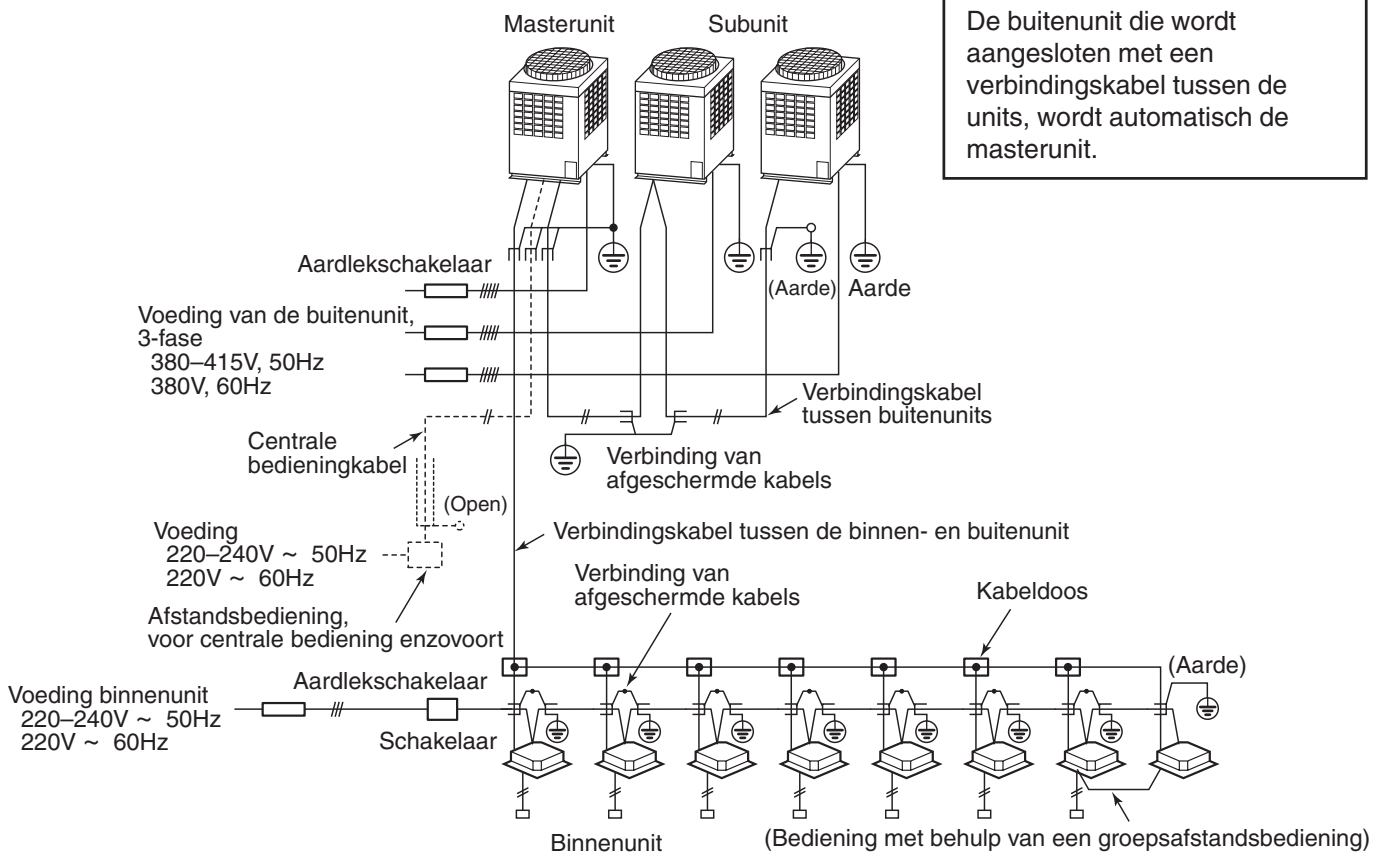 Masterunit
Subunit
De buitenunit die wordt
aangesloten met een
verbindingskabel tussen de
units, wordt automatisch de
masterunit.
Aardlekschakelaar
(Aarde)
Aarde
Voeding van de buitenunit,
3-fase
380–415V, 50Hz
380V, 60Hz
Verbindingskabel
tussen buitenunits
Centrale
bedieningkabel
Verbinding van
afgeschermde kabels
(Open)
Voeding
220–240V ~ 50Hz
220V ~ 60Hz
Verbindingskabel tussen de binnen- en buitenunit
Verbinding van
afgeschermde kabels
Kabeldoos
Afstandsbediening,
voor centrale bediening enzovoort
(Aarde)
Voeding binnenunit
220–240V ~ 50Hz
220V ~ 60Hz
Aardlekschakelaar
Schakelaar
Binnenunit
(Bediening met behulp van een groepsafstandsbediening)